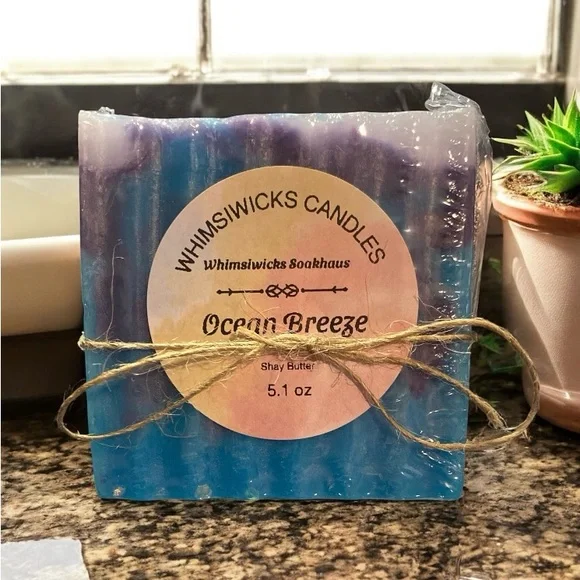 WHIMSIWICKS CANDLES
Whimsiwicks Soakhaus
Ocean Breeze
Shay Butter
5.1 oz